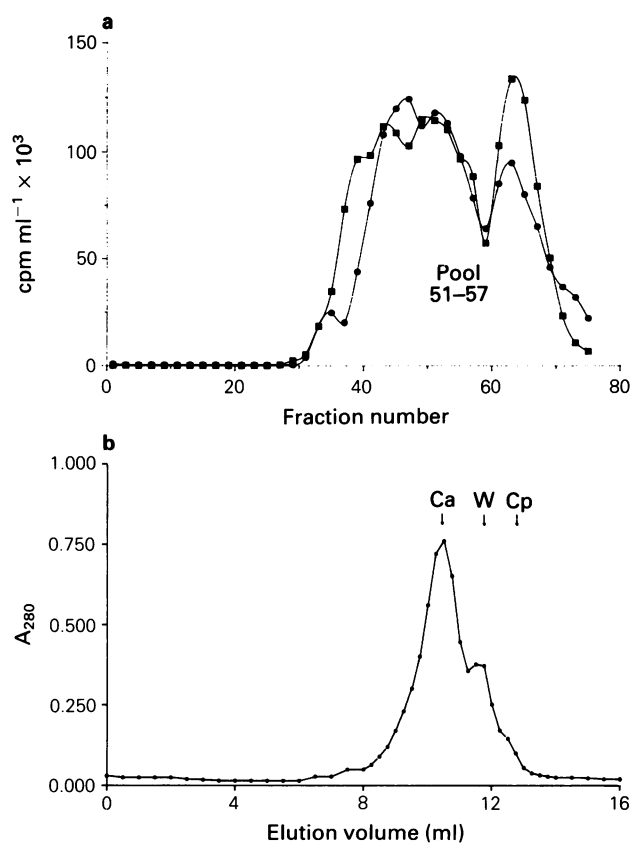 a
150
100
50
0
cpm ml⁻¹ × 10³
Pool
51–57
0 20 40 60 80
Fraction number
b
1.000
0.750
0.500
0.250
0.000
A₂₈₀
Ca W Cp
0 4 8 12 16
Elution volume (ml)